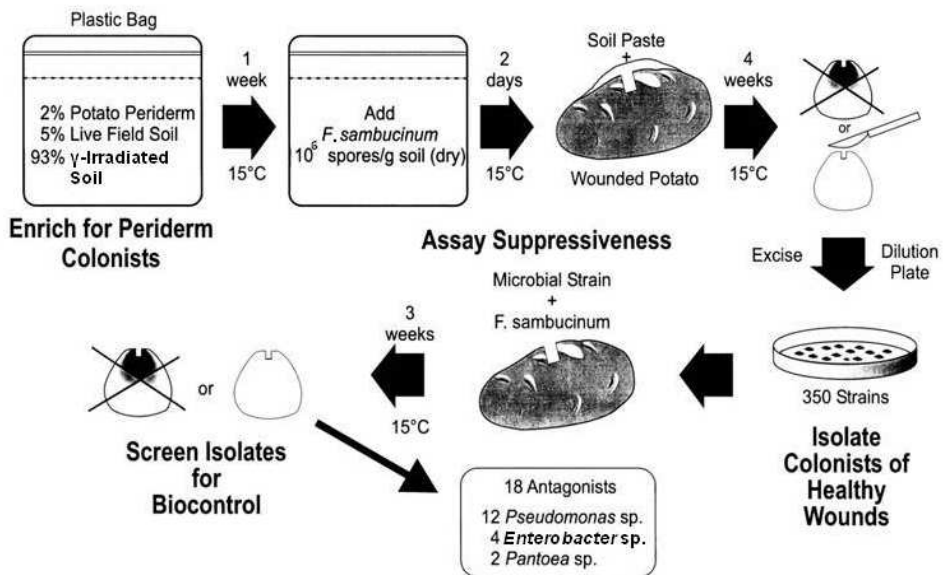 Plastic Bag
2% Potato Periderm
5% Live Field Soil
93% γ-Irradiated
Soil
1
week
15°C
Add
F. sambucinum
10⁶ spores/g soil (dry)
2
days
15°C
Soil Paste
+
Wounded Potato
4
weeks
15°C
or
Enrich for Periderm
Colonists
Assay Suppressiveness
Excise
Dilution
Plate
350 Strains
Isolate
Colonists of
Healthy
Wounds
Microbial Strain
+
F. sambucinum
3
weeks
15°C
or
Screen Isolates
for
Biocontrol
18 Antagonists
12 Pseudomonas sp.
4 Enterobacter sp.
2 Pantoea sp.